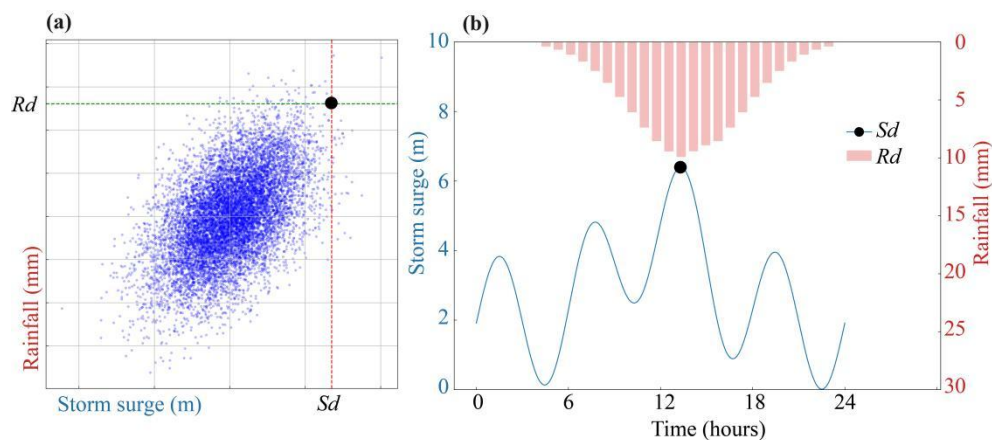 (a)
Rd
Rainfall (mm)
Storm surge (m)
Sd
(b)
10
8
6
4
2
0
Storm surge (m)
0
6
12
18
24
Time (hours)
Sd
Rd
0
5
10
15
20
25
30
Rainfall (mm)